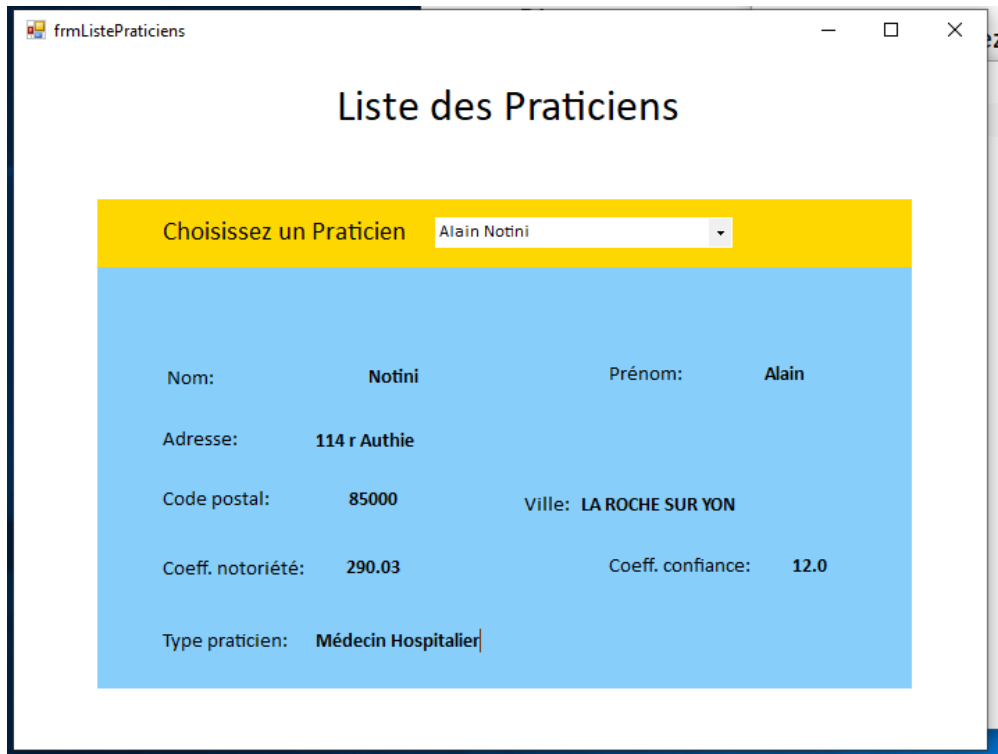 frmListePraticiens
Liste des Praticiens
Choisissez un Praticien Alain Notini
Nom: Notini Prénom: Alain
Adresse: 114 r Authie
Code postal: 85000 Ville: LA ROCHE SUR YON
Coeff. notoriété: 290.03 Coeff. confiance: 12.0
Type praticien: Médecin Hospitalier